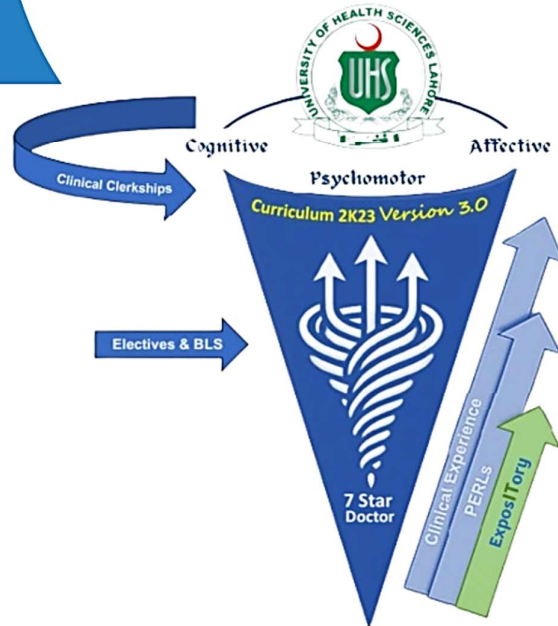 UNIVERSITY OF HEALTH SCIENCES LAHORE
UHS
Cognitive
Affective
Psychomotor
Clinical Clerkships
Curriculum 2K23 Version 3.0
Electives & BLS
7 Star
Doctor
Clinical Experience
PERLs
ExposITory